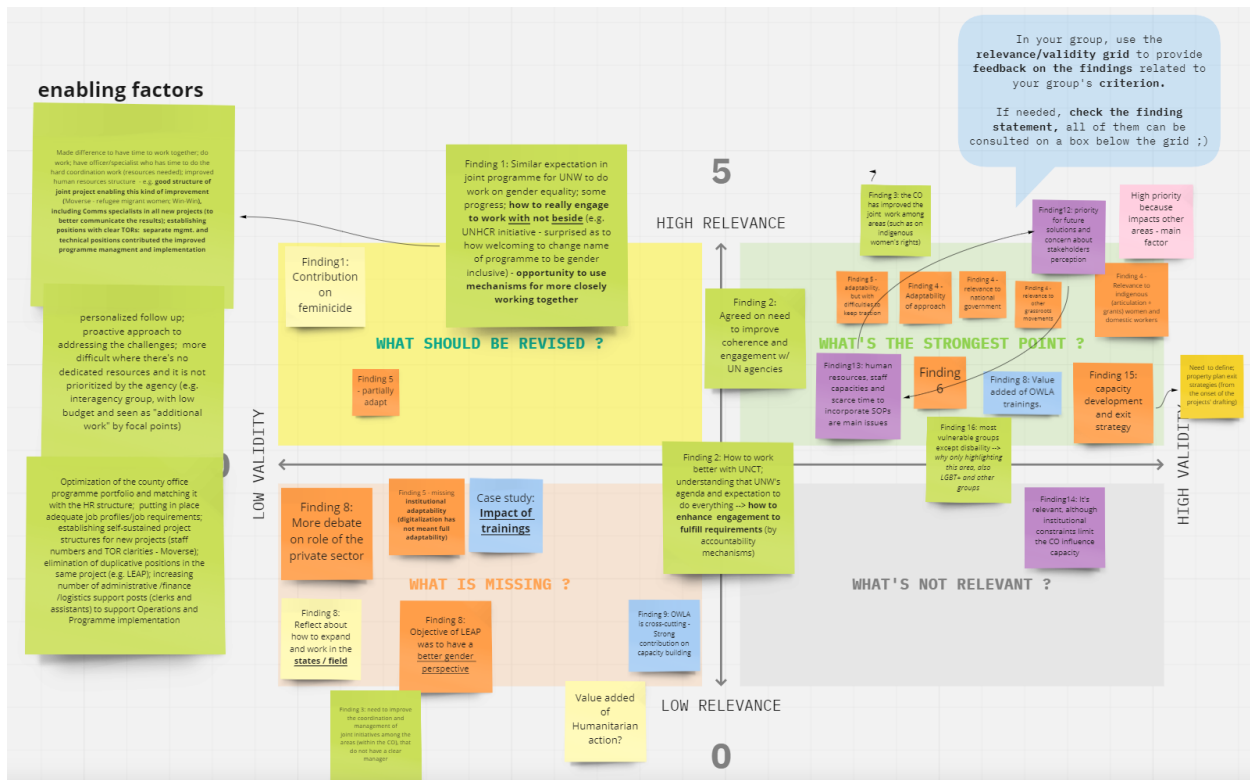 In your group, use the
relevance/validity grid to provide
feedback on the findings related to
your group's criterion.
If needed, check the finding
statement, all of them can be
consulted on a box below the grid ;)
enabling factors
Made difference to have time to work together; do
work; have officer/specialist who has time to do the
hard coordination work (resources needed); improved
human resources structure - e.g. good structure of
joint project enabling this kind of improvement
(Moverse - refugee migrant women; Win-Win),
including Comms specialists in all new projects (to
better communicate the results); establishing
positions with clear TORs: separate mgmt. and
technical positions contributed the improved
programme managment and implementation
personalized follow up;
proactive approach to
addressing the challenges; more
difficult where there's no
dedicated resources and it is not
prioritized by the agency (e.g.
interagency group, with low
budget and seen as "additional
work" by focal points)
Optimization of the county office
programme portfolio and matching it
with the HR structure; putting in place
adequate job profiles/job requirements;
establishing self-sustained project
structures for new projects (staff
numbers and TOR clarities - Moverse);
elimination of duplicative positions in the
same project (e.g. LEAP); increasing
number of administrative /finance
/logistics support posts (clerks and
assistants) to support Operations and
Programme implementation
5
HIGH RELEVANCE
LOW VALIDITY
HIGH VALIDITY
LOW RELEVANCE
0
Finding1:
Contribution
on
feminicide
Finding 1: Similar expectation in
joint programme for UNW to do
work on gender equality; some
progress; how to really engage
to work with not beside (e.g.
UNHCR initiative - surprised as to
how welcoming to change name
of programme to be gender
inclusive) - opportunity to use
mechanisms for more closely
working together
WHAT SHOULD BE REVISED ?
Finding 5
- partially
adapt
Finding 2:
Agreed on need
to improve
coherence and
engagement w/
UN agencies
Finding 3: the CO
has improved the
joint work among
areas (such as on
indigenous
women's rights)
Finding12: priority
for future
solutions and
concern about
stakeholders
perception
High priority
because
impacts other
areas - main
factor
Finding 5 -
adaptability,
but with
difficulties to
keep traction
Finding 4 -
Adaptability
of approach
Finding 4 -
relevance to
national
government
Finding 4
- relevance to
other
grassroots
movements
Finding 4 -
Relevance to
indigenous
(articulation +
grants) women and
domestic workers
WHAT'S THE STRONGEST POINT ?
Finding13: human
resources, staff
capacities and
scarce time to
incorporate SOPs
are main issues
Finding
6
Finding 8: Value
added of OWLA
trainings.
Finding 15:
capacity
development
and exit
strategy
Need to define;
property plan exit
strategies (from
the onset of the
projects' drafting)
Finding 16: most
vulnerable groups
except disbaility -->
why only highlighting
this area, also
LGBT+ and other
groups
Finding 2: How to work
better with UNCT;
understanding that UNW's
agenda and expectation to
do everything --> how to
enhance engagement to
fulfill requirements (by
accountability
mechanisms)
Finding 8:
More debate
on role of the
private sector
Finding 5 - missing
institutional
adaptability
(digitalization has
not meant full
adaptability)
Case study:
Impact of
trainings
WHAT IS MISSING ?
Finding 8:
Reflect about
how to expand
and work in the
states / field
Finding 8:
Objective of LEAP
was to have a
better gender
perspective
Finding 9: OWLA
is cross-cutting -
Strong
contribution on
capacity building
Finding 3: need to improve
the coordination and
management of
joint initiatives among the
areas (within the CO), that
do not have a clear
manager
Value added
of
Humanitarian
action?
Finding14: It's
relevant, although
institutional
constraints limit
the CO influence
capacity
WHAT'S NOT RELEVANT ?